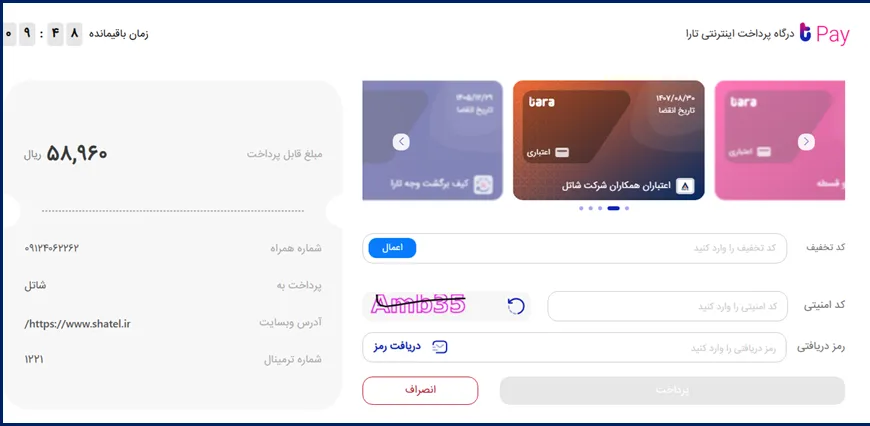 Pay درگاه پرداخت اینترنتی تارا
زمان باقیمانده ۰۹ : ۴۸
tara
۱۴۰۷/۰۸/۳۰
تاریخ انقضا
اعتباری
اعتباران همکاران شرکت شاتل
tara
اعتباری
و قسطه
۱۴۰۵/۱۲/۲۹
تاریخ انقضا
کیف برگشت وجه تارا
کد تخفیف
کد تخفیف را وارد کنید
اعمال
کد امنیتی
کد امنیتی را وارد کنید
Amb35
رمز دریافتی
رمز دریافتی را وارد کنید
دریافت رمز
پرداخت
انصراف
مبلغ قابل پرداخت ۵۸,۹۶۰ ریال
شماره همراه ۰۹۱۲۴۰۶۲۲۶۲
پرداخت به شاتل
آدرس وبسایت /https://www.shatel.ir
شماره ترمینال ۱۲۲۱